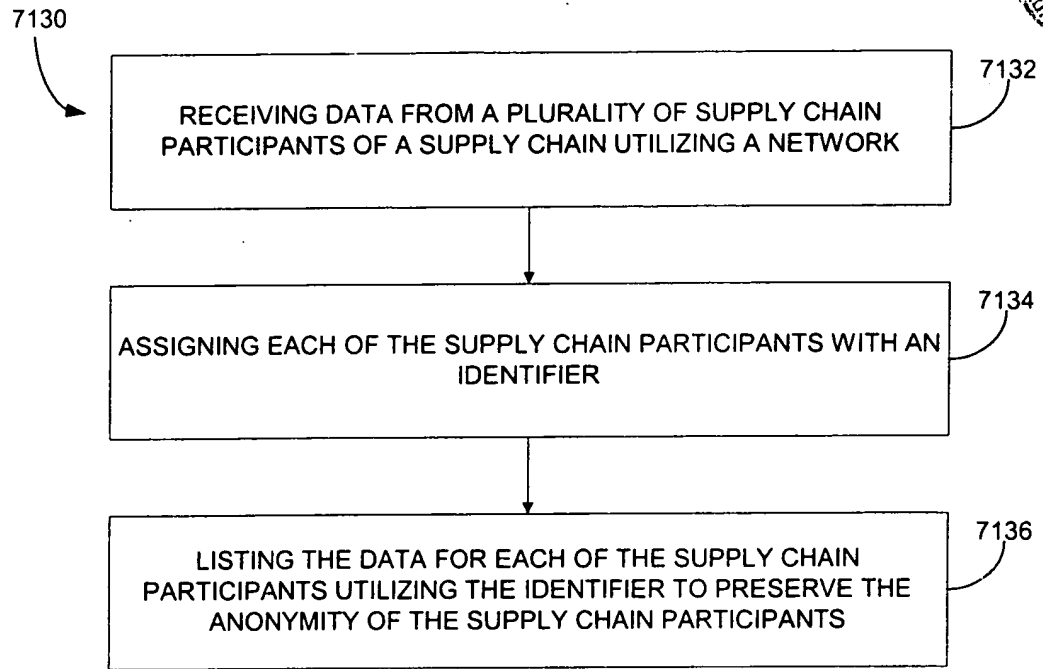 7130
7132
RECEIVING DATA FROM A PLURALITY OF SUPPLY CHAIN
PARTICIPANTS OF A SUPPLY CHAIN UTILIZING A NETWORK
7134
ASSIGNING EACH OF THE SUPPLY CHAIN PARTICIPANTS WITH AN
IDENTIFIER
7136
LISTING THE DATA FOR EACH OF THE SUPPLY CHAIN
PARTICIPANTS UTILIZING THE IDENTIFIER TO PRESERVE THE
ANONYMITY OF THE SUPPLY CHAIN PARTICIPANTS